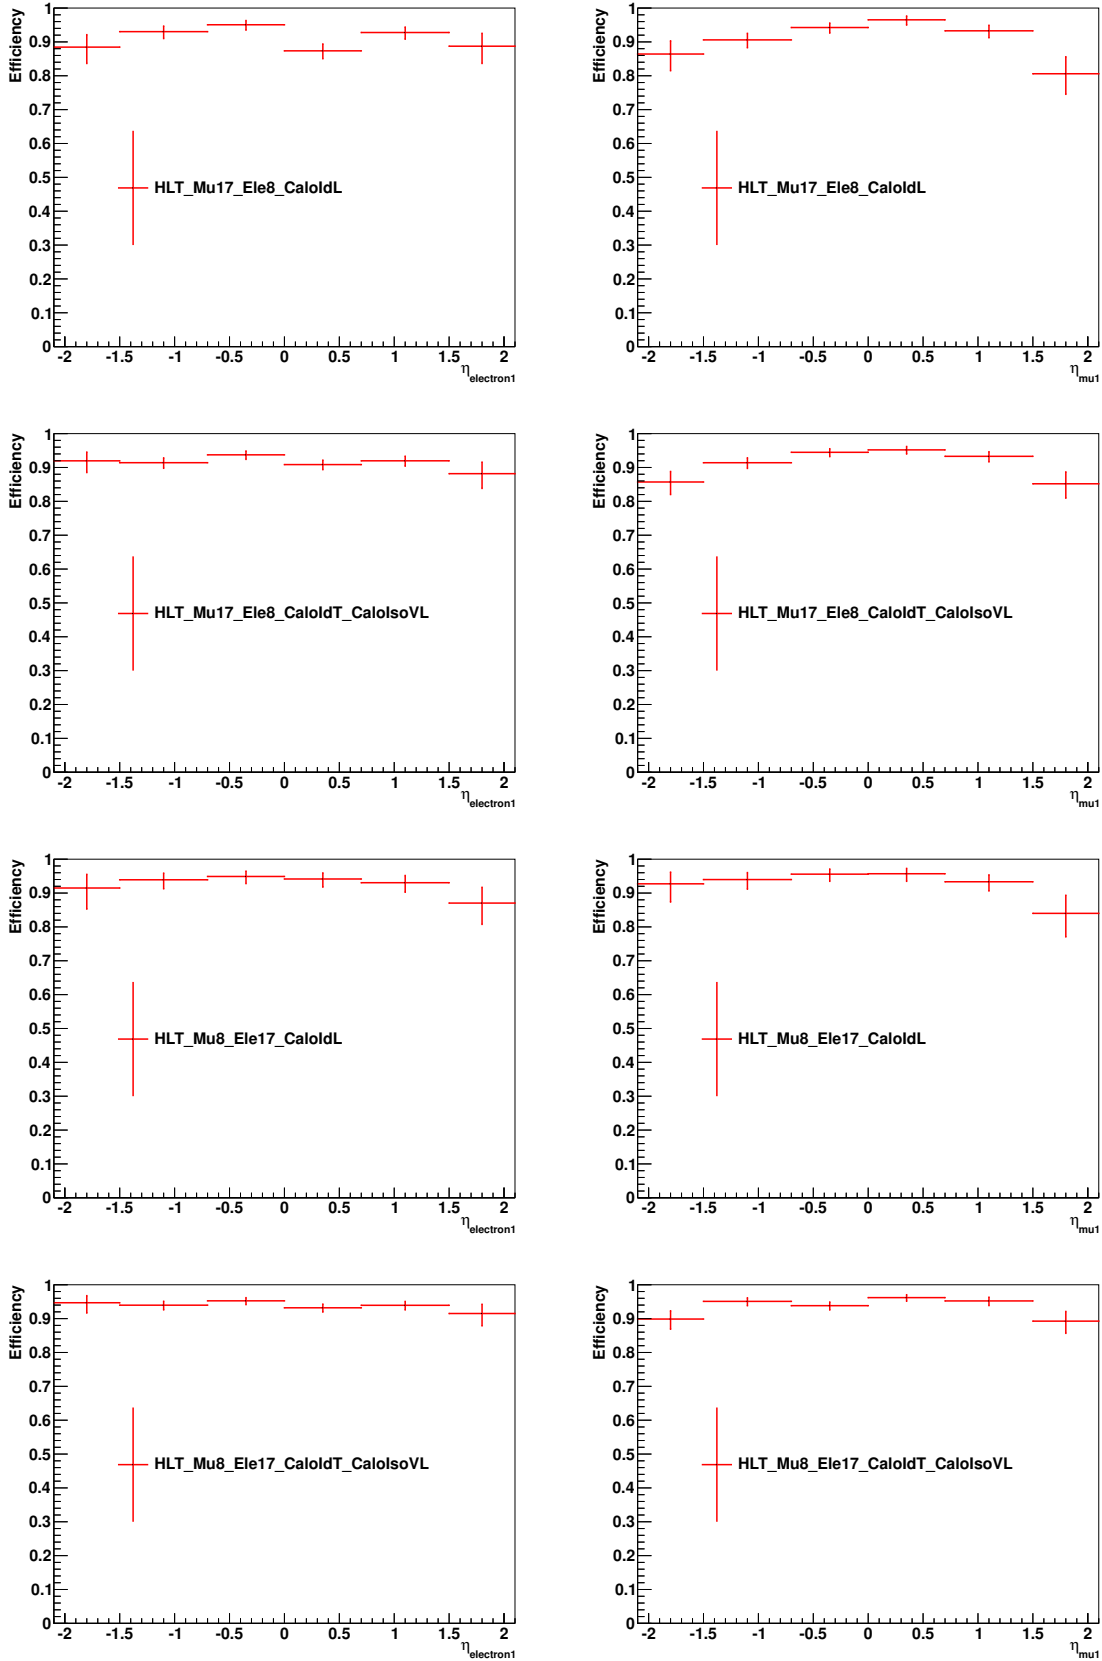 Efficiency
1
0.9
0.8
0.7
0.6
0.5
0.4
0.3
0.2
0.1
0
HLT_Mu17_Ele8_CaloIdL
-2 -1.5 -1 -0.5 0 0.5 1 1.5 2
η_electron1
Efficiency
1
0.9
0.8
0.7
0.6
0.5
0.4
0.3
0.2
0.1
0
HLT_Mu17_Ele8_CaloIdL
-2 -1.5 -1 -0.5 0 0.5 1 1.5 2
η_mu1
Efficiency
1
0.9
0.8
0.7
0.6
0.5
0.4
0.3
0.2
0.1
0
HLT_Mu17_Ele8_CaloIdT_CaloIsoVL
-2 -1.5 -1 -0.5 0 0.5 1 1.5 2
η_electron1
Efficiency
1
0.9
0.8
0.7
0.6
0.5
0.4
0.3
0.2
0.1
0
HLT_Mu17_Ele8_CaloIdT_CaloIsoVL
-2 -1.5 -1 -0.5 0 0.5 1 1.5 2
η_mu1
Efficiency
1
0.9
0.8
0.7
0.6
0.5
0.4
0.3
0.2
0.1
0
HLT_Mu8_Ele17_CaloIdL
-2 -1.5 -1 -0.5 0 0.5 1 1.5 2
η_electron1
Efficiency
1
0.9
0.8
0.7
0.6
0.5
0.4
0.3
0.2
0.1
0
HLT_Mu8_Ele17_CaloIdL
-2 -1.5 -1 -0.5 0 0.5 1 1.5 2
η_mu1
Efficiency
1
0.9
0.8
0.7
0.6
0.5
0.4
0.3
0.2
0.1
0
HLT_Mu8_Ele17_CaloIdT_CaloIsoVL
-2 -1.5 -1 -0.5 0 0.5 1 1.5 2
η_electron1
Efficiency
1
0.9
0.8
0.7
0.6
0.5
0.4
0.3
0.2
0.1
0
HLT_Mu8_Ele17_CaloIdT_CaloIsoVL
-2 -1.5 -1 -0.5 0 0.5 1 1.5 2
η_mu1